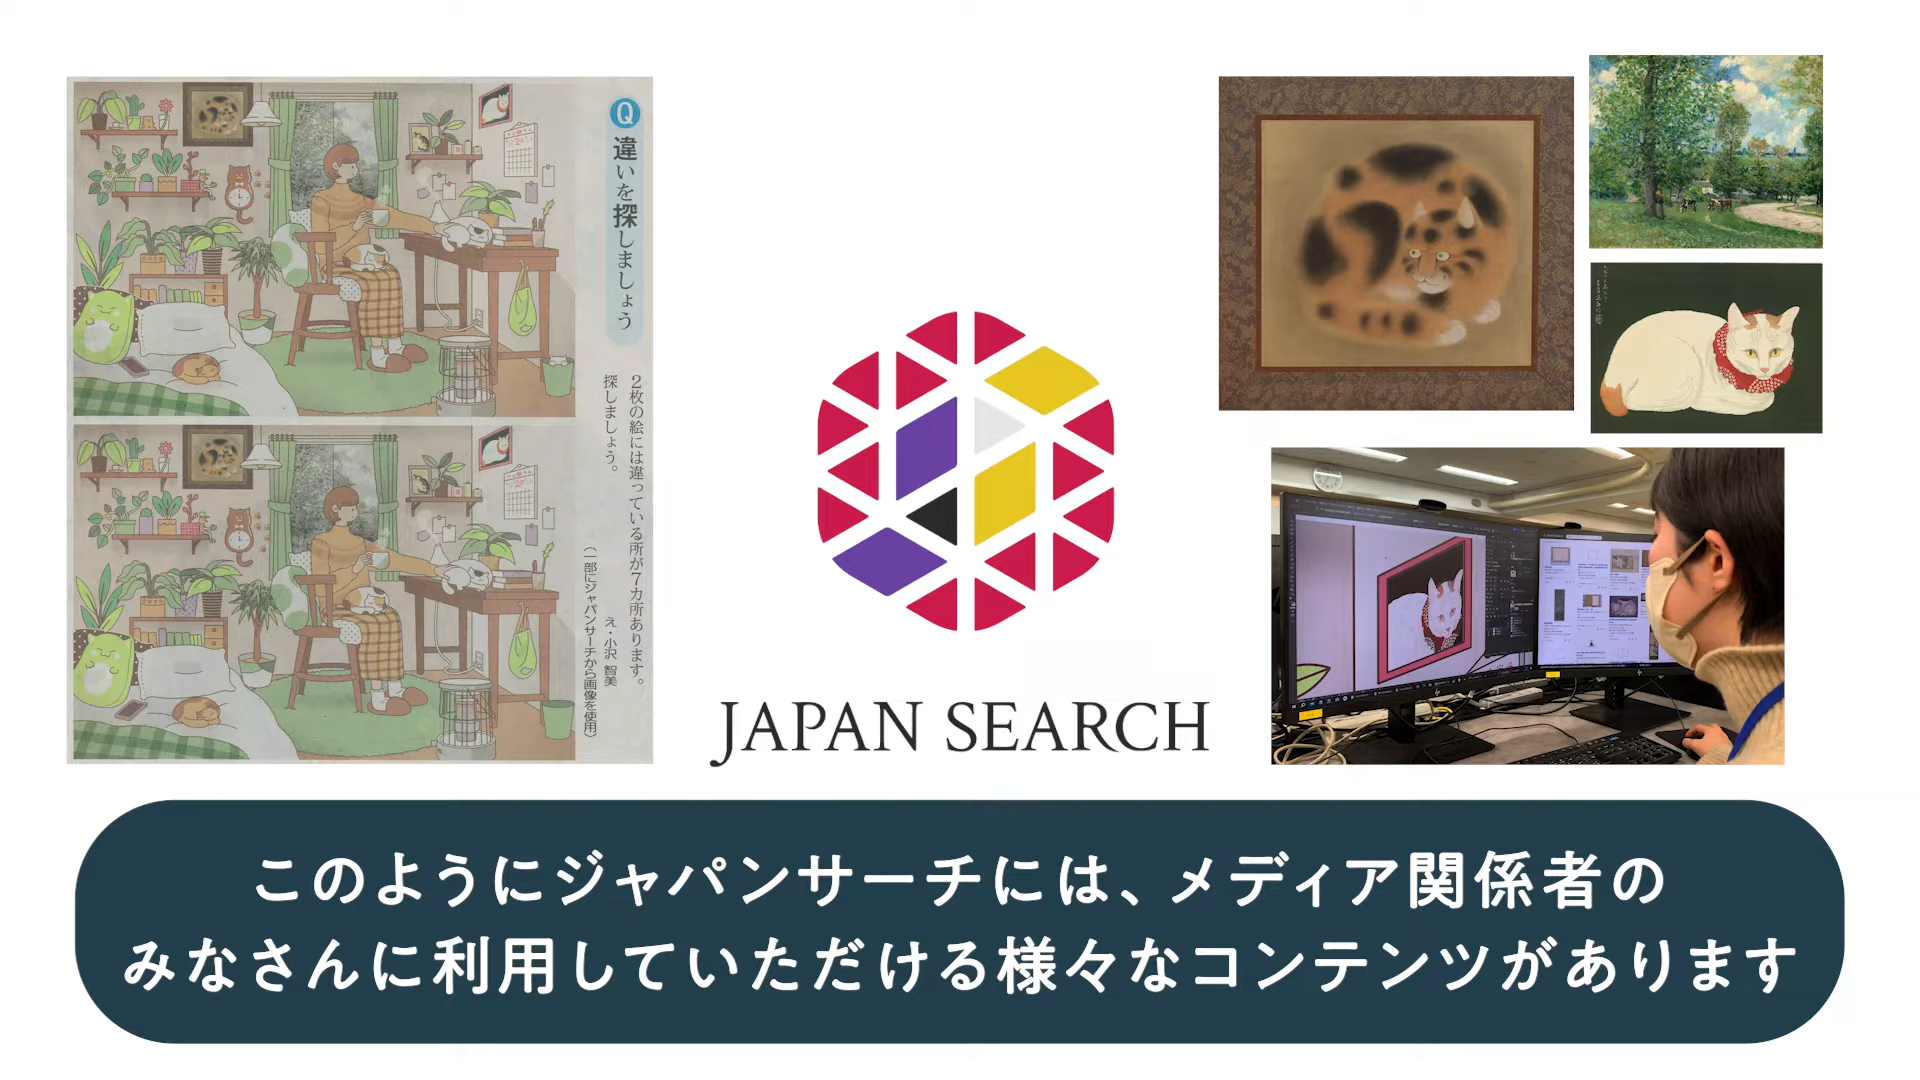 Q 違いを探しましょう
2枚の絵には違っている所が7カ所あります。
探しましょう。
え・小沢 智美
(一部にジャパンサーチから画像を使用)
JAPAN SEARCH
このようにジャパンサーチには、メディア関係者の
みなさんに利用していただける様々なコンテンツがあります